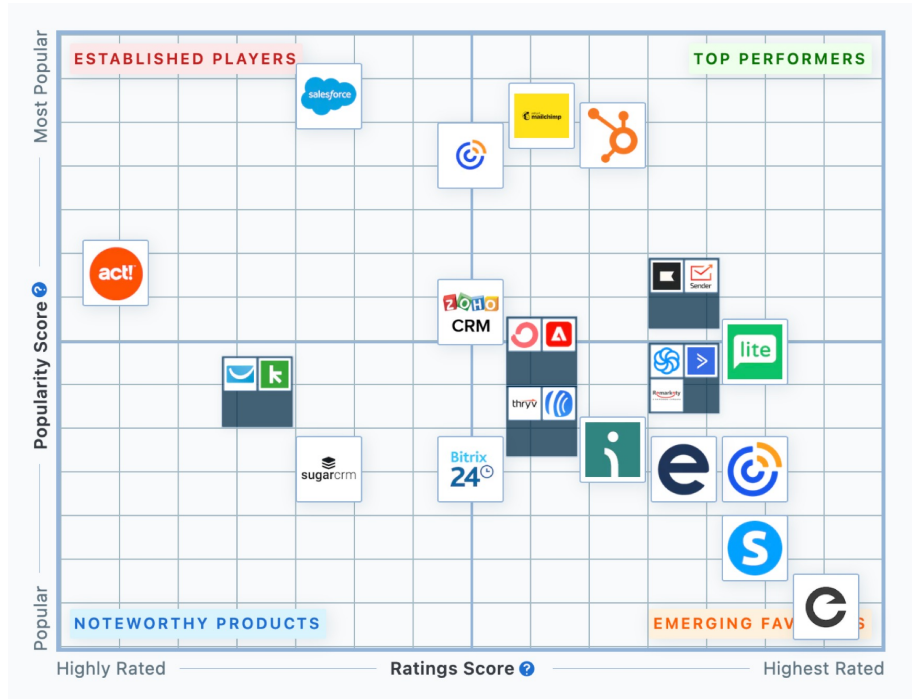 Most Popular
ESTABLISHED PLAYERS
TOP PERFORMERS
salesforce
mailchimp
act!
Sender
ZOHO
CRM
lite
thryv
Remarkety
sugarcrm
Bitrix
24
e
S
Popularity Score ?
Popular
NOTEWORTHY PRODUCTS
EMERGING FAV
S
Highly Rated
Ratings Score ?
Highest Rated